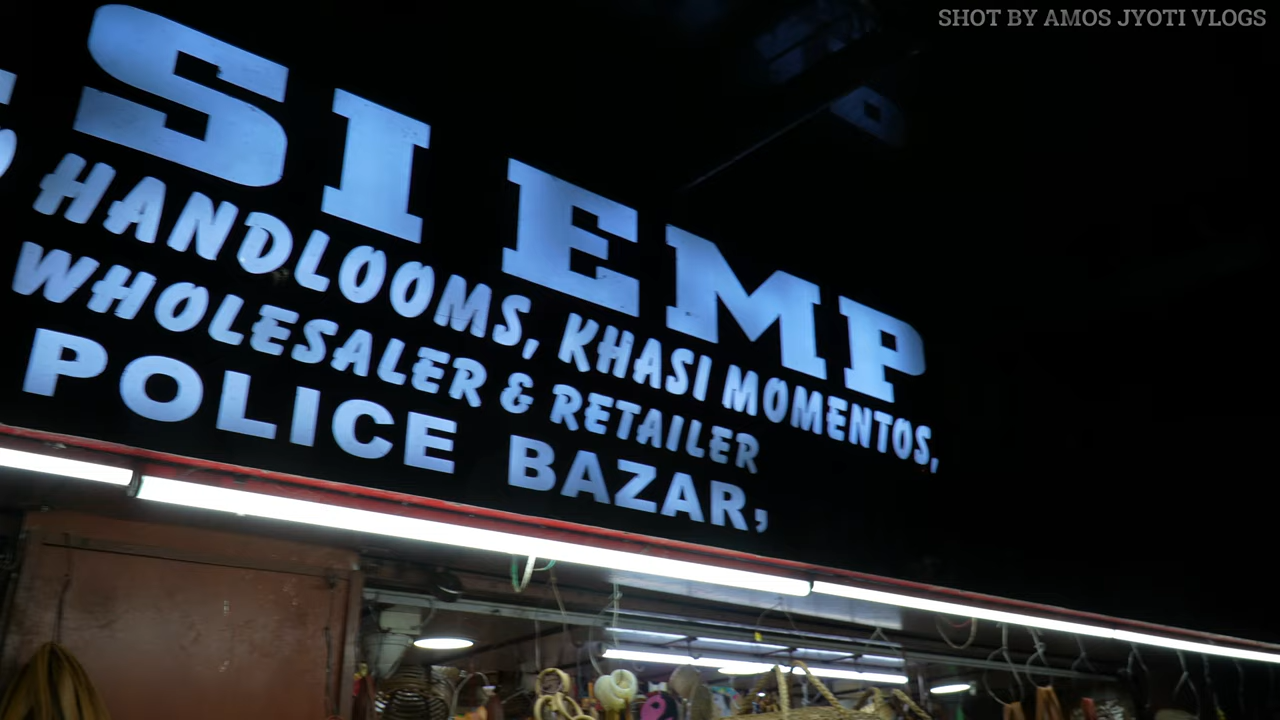 SHOT BY AMOS JYOTI VLOGS
SI EMP
HANDLOOMS, KHASI MOMENTOS,
WHOLESALER & RETAILER
POLICE BAZAR,